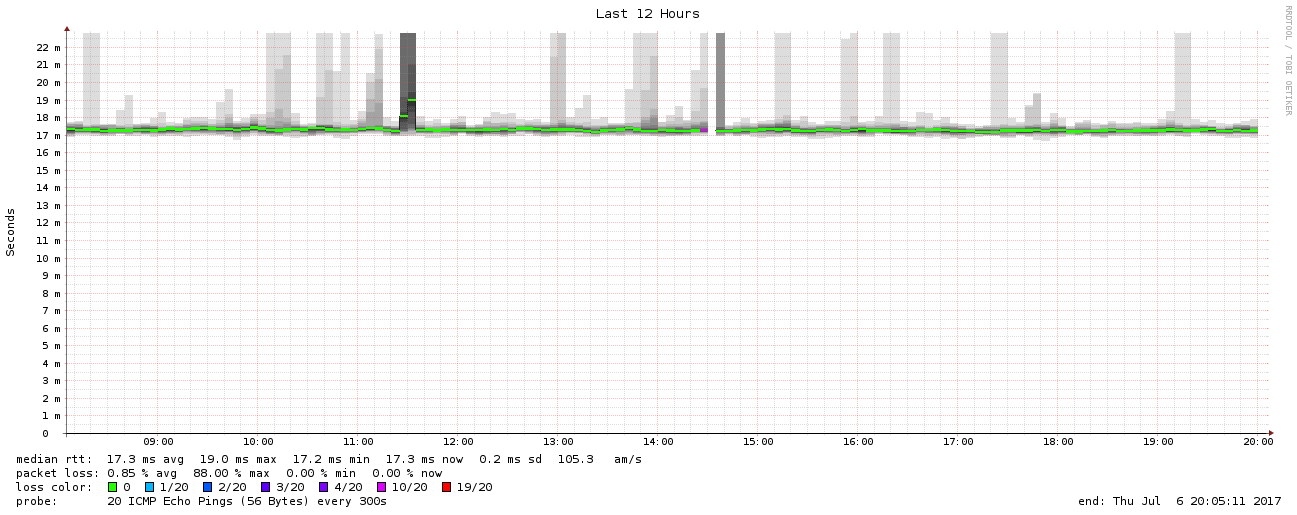 Last 12 Hours
RRDTOOL / TOBI OETIKER
Seconds
22 m
21 m
20 m
19 m
18 m
17 m
16 m
15 m
14 m
13 m
12 m
11 m
10 m
9 m
8 m
7 m
6 m
5 m
4 m
3 m
2 m
1 m
0
09:00 10:00 11:00 12:00 13:00 14:00 15:00 16:00 17:00 18:00 19:00 20:00
median rtt: 17.3 ms avg 19.0 ms max 17.2 ms min 17.3 ms now 0.2 ms sd 105.3 am/s
packet loss: 0.85 % avg 88.00 % max 0.00 % min 0.00 % now
loss color: 0 1/20 2/20 3/20 4/20 10/20 19/20
probe: 20 ICMP Echo Pings (56 Bytes) every 300s end: Thu Jul 6 20:05:11 2017